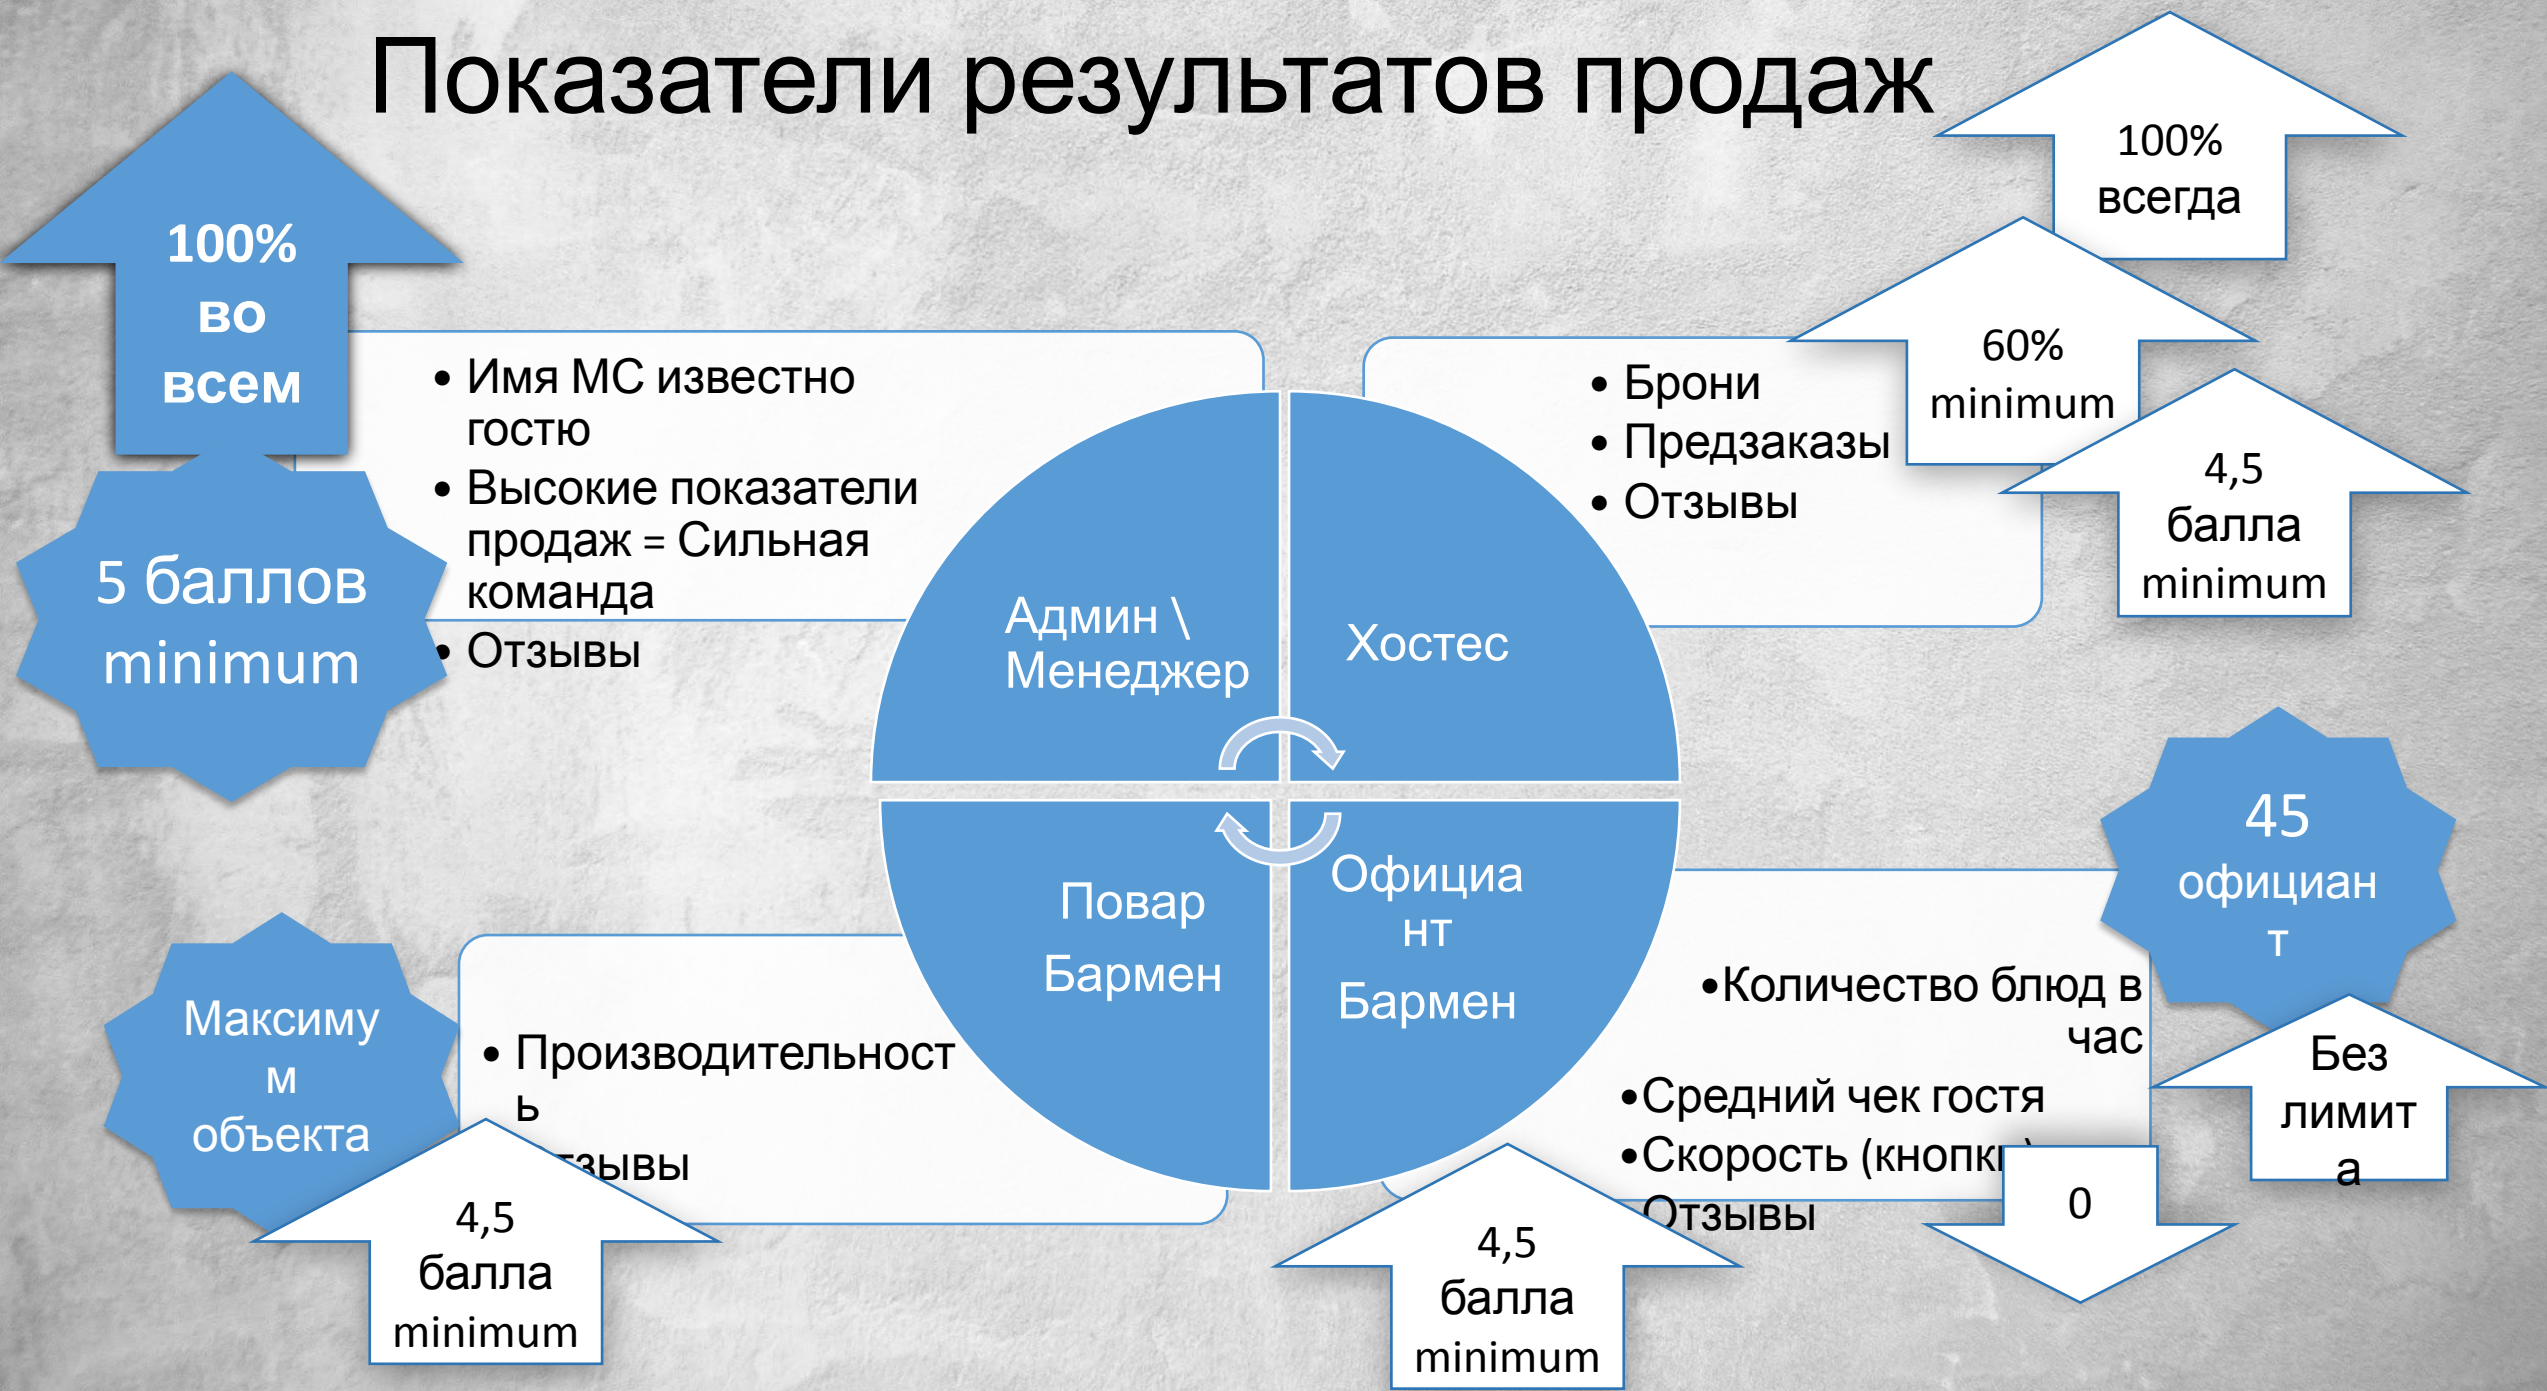 Показатели результатов продаж
100%
во
всем
5 баллов
minimum
• Имя МС известно
гостю
• Высокие показатели
продаж = Сильная
команда
• Отзывы
Админ \
Менеджер
Хостес
• Брони
• Предзаказы
• Отзывы
100%
всегда
60%
minimum
4,5
балла
minimum
Повар
Бармен
Официа
нт
Бармен
Максиму
м
объекта
• Производительност
ь
4,5
балла
minimum
•Количество блюд в
час
•Средний чек гостя
•Скорость
Отзывы
45
официан
т
Без
лимит
а
0
4,5
балла
minimum